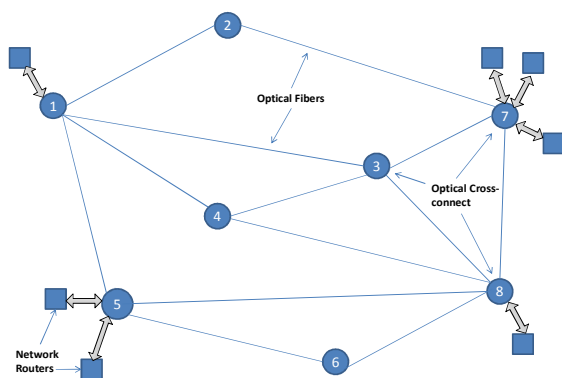 2
Optical Fibers
1
7
3
Optical Cross-
connect
4
8
5
Network
Routers
6